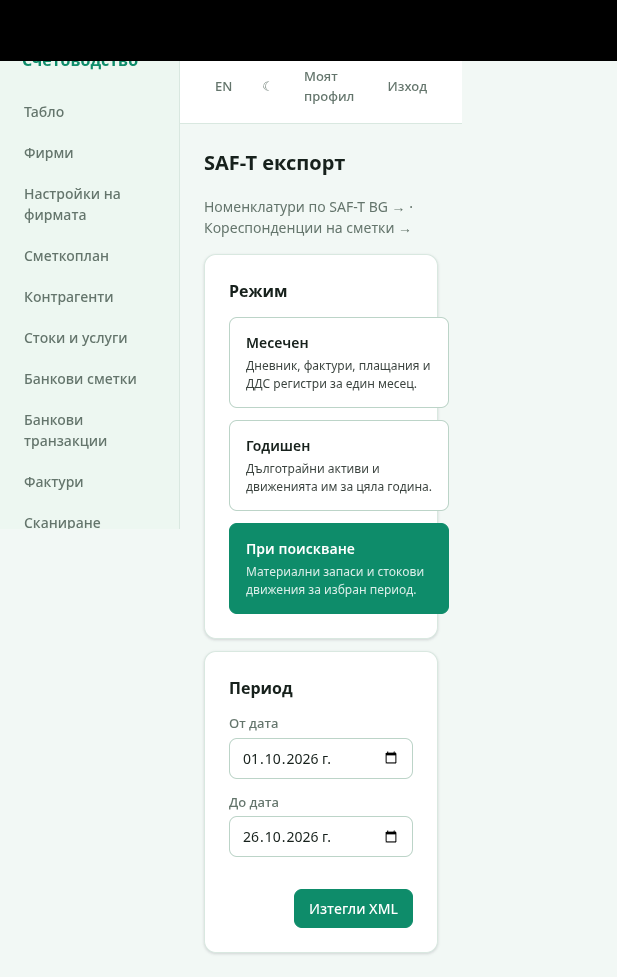 Счетоводство
Табло
Фирми
Настройки на
фирмата
Сметкоплан
Контрагенти
Стоки и услуги
Банкови сметки
Банкови
транзакции
Фактури
Сканиране
EN
☾
Моят
профил
Изход
SAF-T експорт
Номенклатури по SAF-T BG → ·
Кореспонденции на сметки →
Режим
Месечен
Дневник, фактури, плащания и
ДДС регистри за един месец.
Годишен
Дълготрайни активи и
движенията им за цяла година.
При поискване
Материални запаси и стокови
движения за избран период.
Период
От дата
01.10.2026 г.
До дата
26.10.2026 г.
Изтегли XML